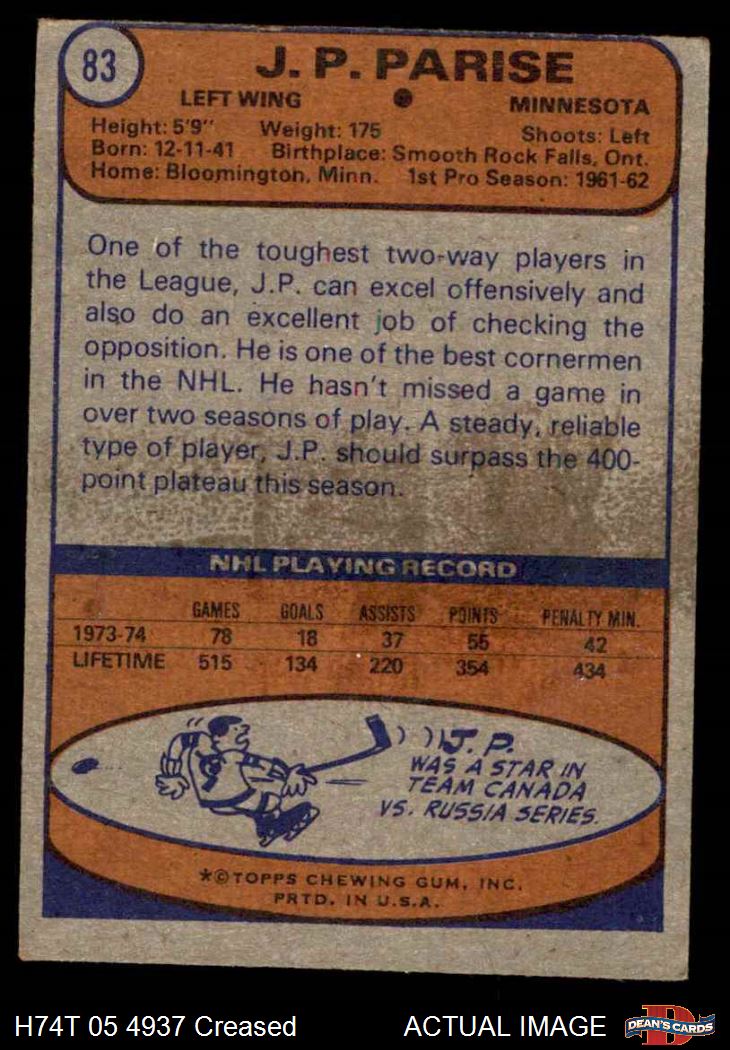 83
J. P. PARISE
LEFT WING
MINNESOTA
Height: 5'9" Weight: 175 Shoots: Left
Born: 12-11-41 Birthplace: Smooth Rock Falls, Ont.
Home: Bloomington, Minn. 1st Pro Season: 1961-62
One of the toughest two-way players in
the League, J.P. can excel offensively and
also do an excellent job of checking the
opposition. He is one of the best cornermen
in the NHL. He hasn't missed a game in
over two seasons of play. A steady, reliable
type of player, J.P. should surpass the 400-
point plateau this season.
NHL PLAYING RECORD
GAMES GOALS ASSISTS POINTS PENALTY MIN.
1973-74 78 18 37 55 42
LIFETIME 515 134 220 354 434
J. P.
WAS A STAR IN
TEAM CANADA
VS. RUSSIA SERIES.
*©TOPPS CHEWING GUM, INC.
PRTD. IN U.S.A.
H74T 05 4937 Creased ACTUAL IMAGE
D
DEAN'S CARDS